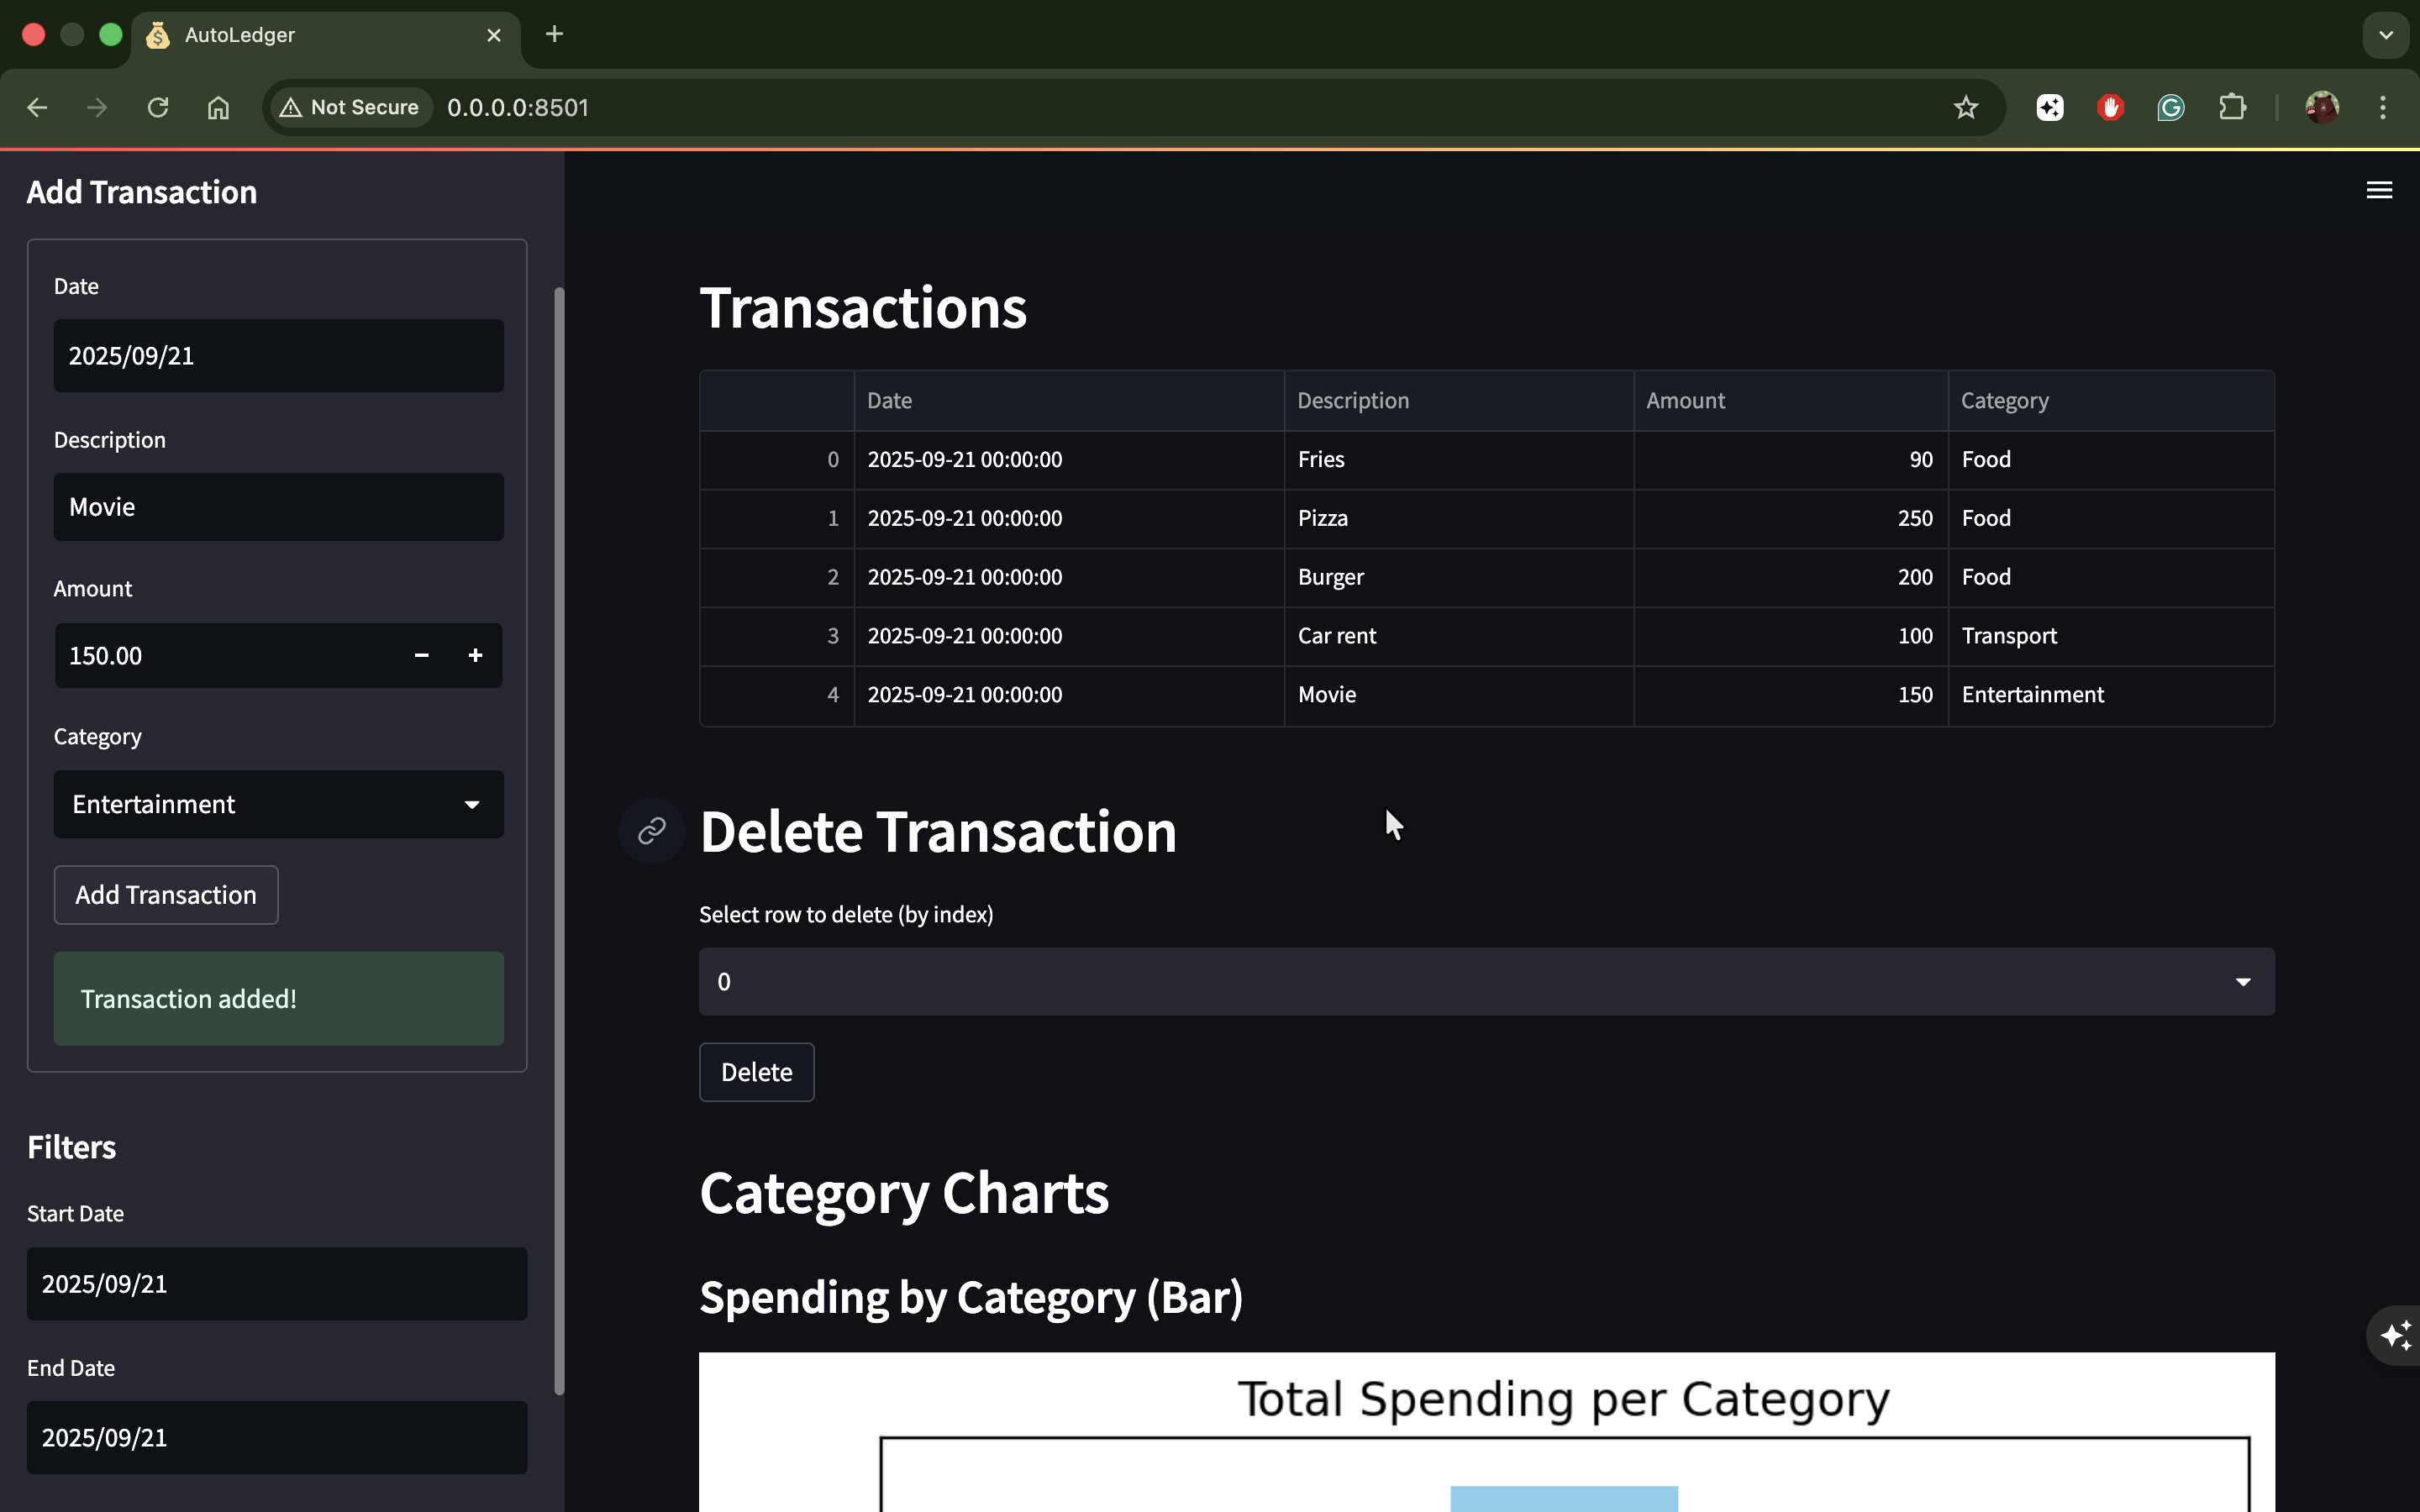 AutoLedger
Not Secure 0.0.0.0:8501
Add Transaction
Date
2025/09/21
Description
Movie
Amount
150.00
Category
Entertainment
Add Transaction
Transaction added!
Filters
Start Date
2025/09/21
End Date
2025/09/21
Transactions
Date Description Amount Category
0 2025-09-21 00:00:00 Fries 90 Food
1 2025-09-21 00:00:00 Pizza 250 Food
2 2025-09-21 00:00:00 Burger 200 Food
3 2025-09-21 00:00:00 Car rent 100 Transport
4 2025-09-21 00:00:00 Movie 150 Entertainment
Delete Transaction
Select row to delete (by index)
0
Delete
Category Charts
Spending by Category (Bar)
Total Spending per Category